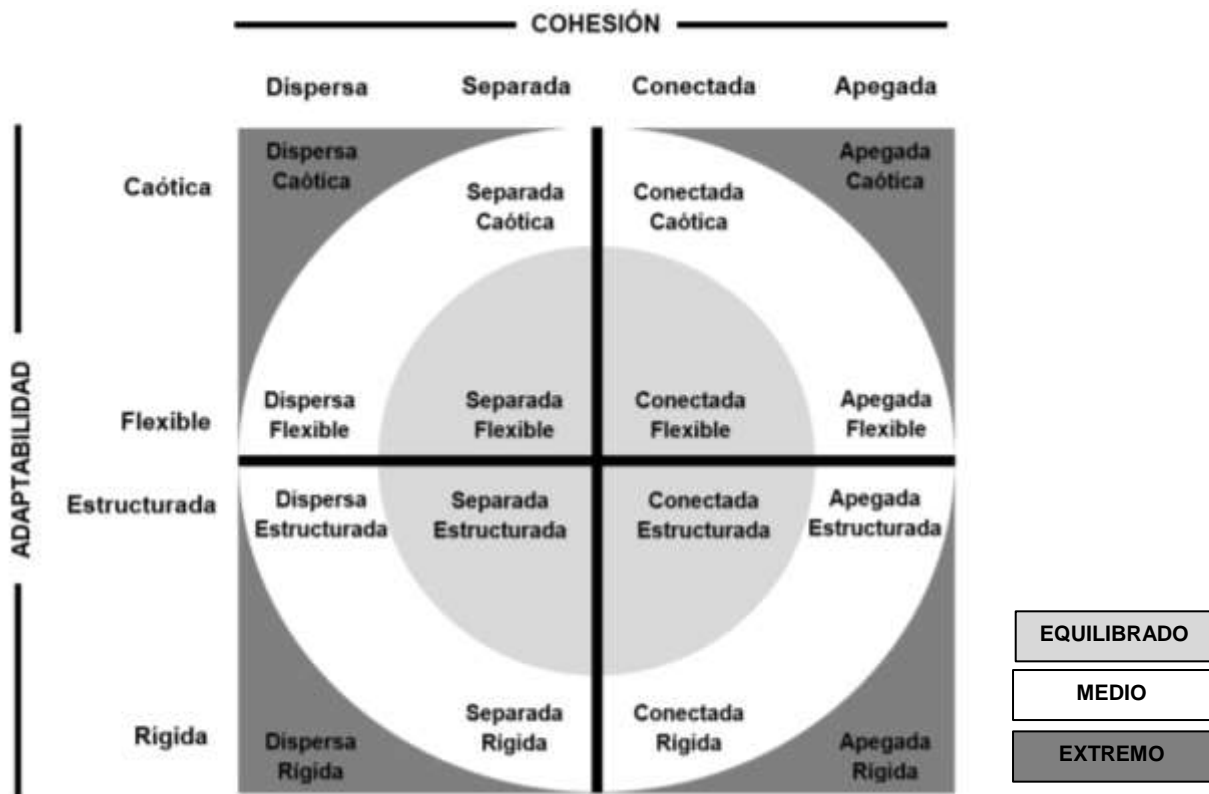 COHESIÓN
Dispersa Separada Conectada Apegada
ADAPTABILIDAD
Caótica
Dispersa
Caótica
Separada
Caótica
Conectada
Caótica
Apegada
Caótica
Flexible
Dispersa
Flexible
Separada
Flexible
Conectada
Flexible
Apegada
Flexible
Estructurada
Dispersa
Estructurada
Separada
Estructurada
Conectada
Estructurada
Apegada
Estructurada
Rígida
Dispersa
Rígida
Separada
Rígida
Conectada
Rígida
Apegada
Rígida
EQUILIBRADO
MEDIO
EXTREMO